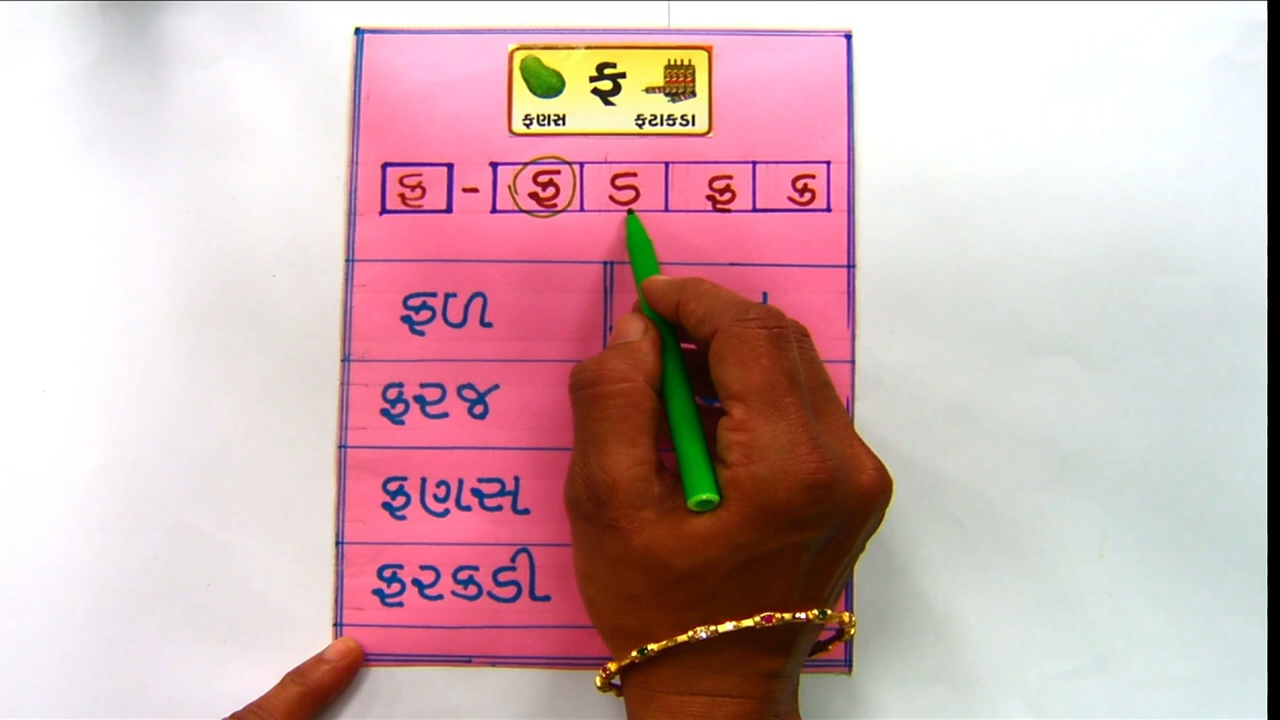 ફ
ફણસ ફટાકડા
ફ - ફ ડ ફ ક
ફળ
ફરજ
ફણસ
ફરકડી